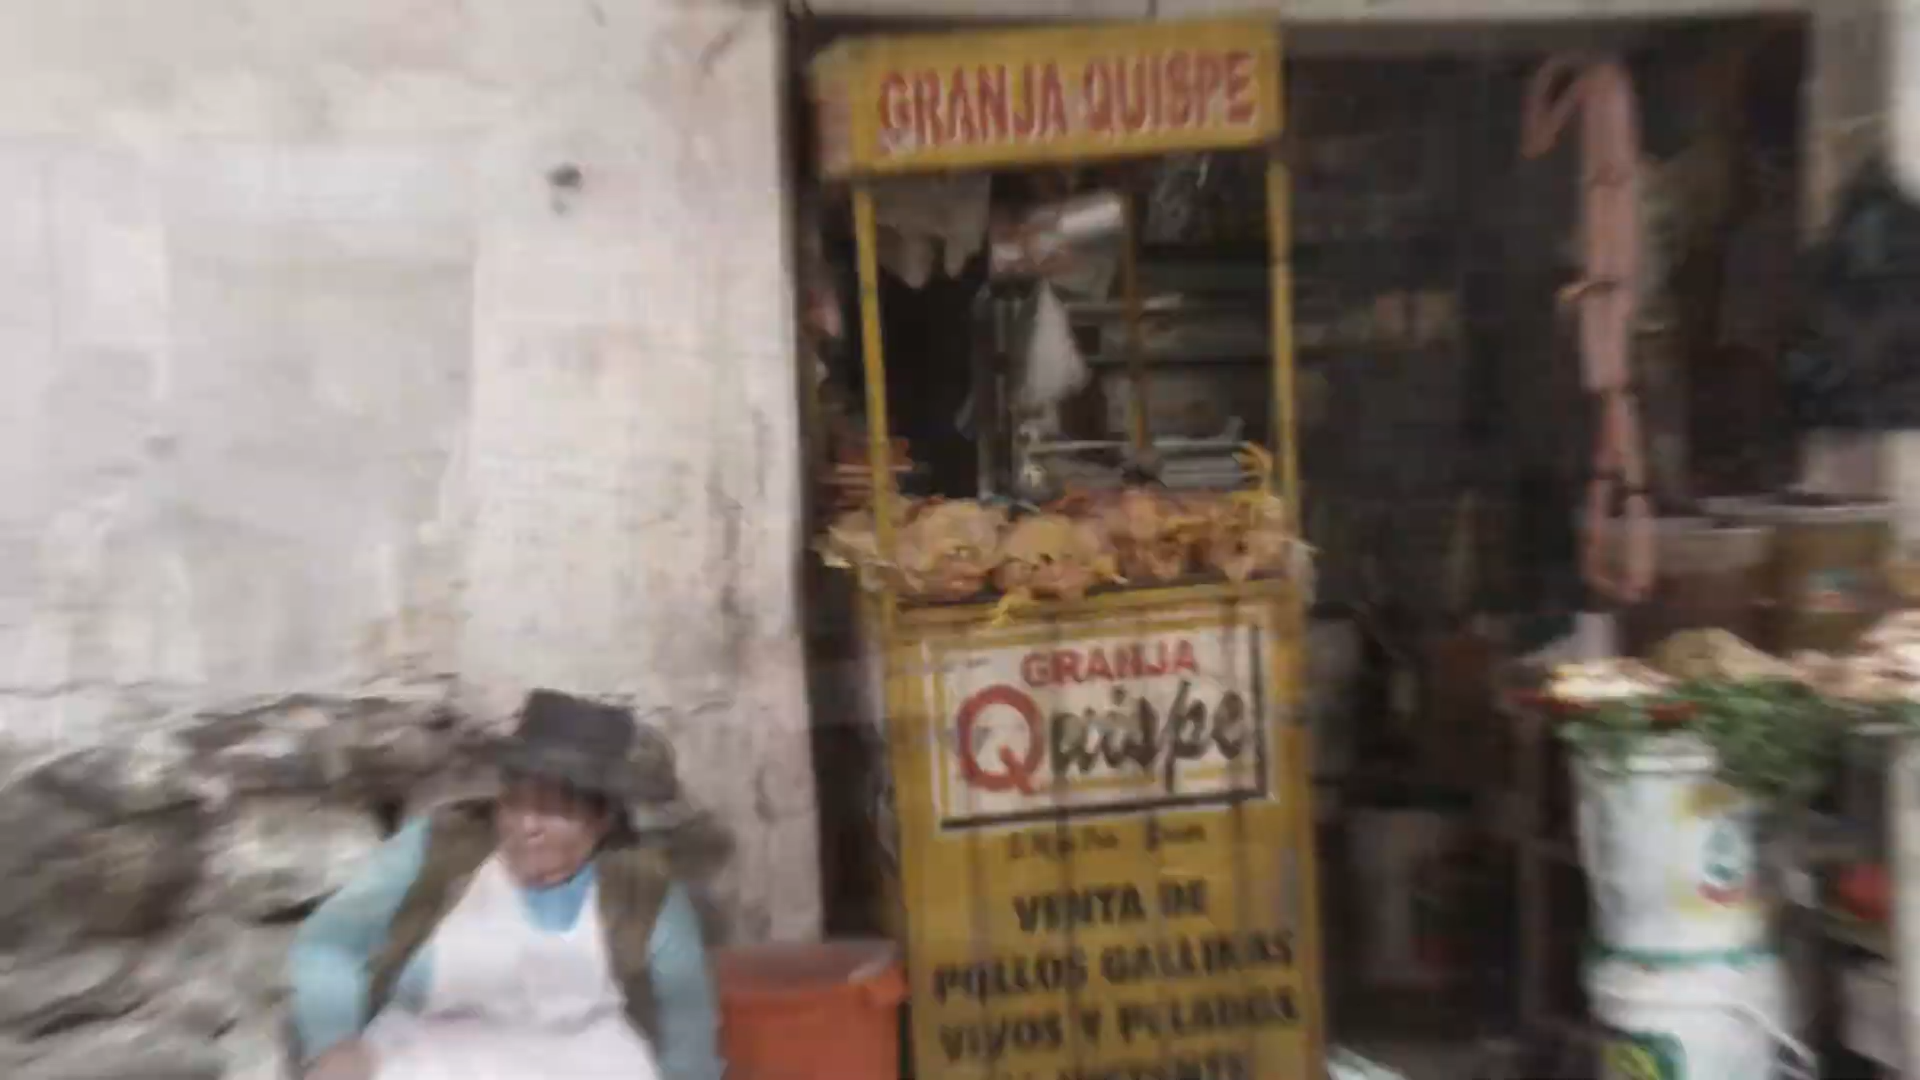 GRANJA QUISPE
GRANJA
Quispe
VENTA DE
POLLOS GALLINAS
VIVOS Y PELADOS